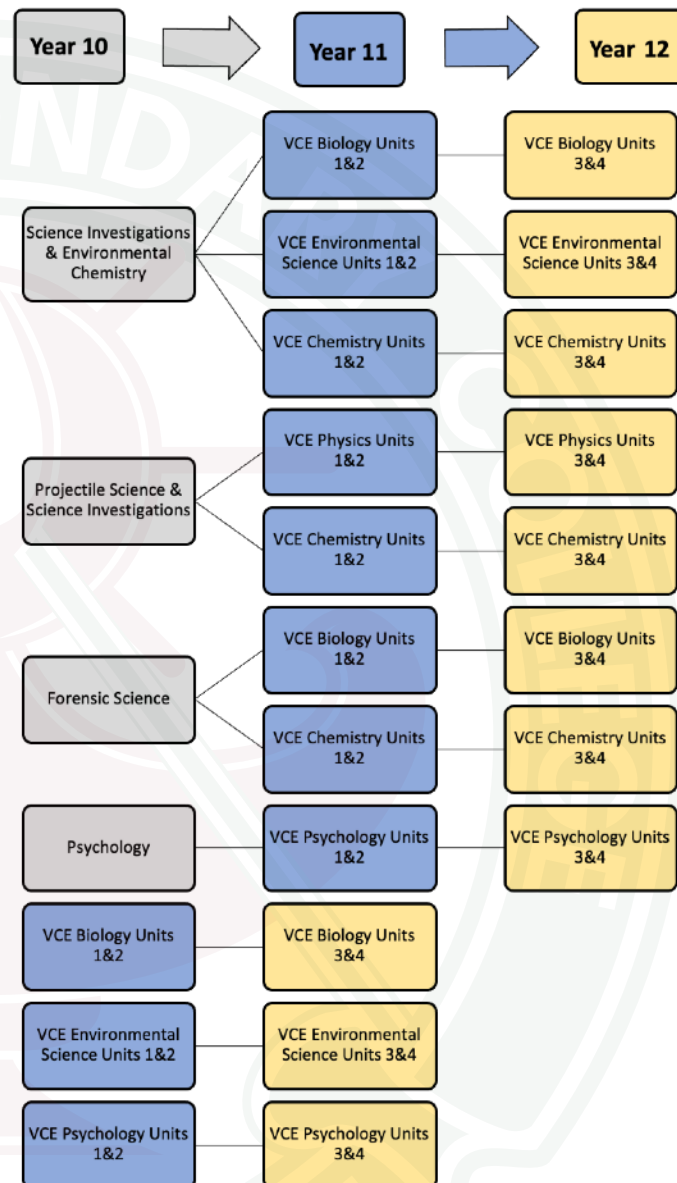 Year 10
Year 11
Year 12
VCE Biology Units
1&2
VCE Biology Units
3&4
Science Investigations
& Environmental
Chemistry
VCE Environmental
Science Units 1&2
VCE Environmental
Science Units 3&4
VCE Chemistry Units
1&2
VCE Chemistry Units
3&4
Projectile Science &
Science Investigations
VCE Physics Units
1&2
VCE Physics Units
3&4
VCE Chemistry Units
1&2
VCE Chemistry Units
3&4
Forensic Science
VCE Biology Units
1&2
VCE Biology Units
3&4
VCE Chemistry Units
1&2
VCE Chemistry Units
3&4
Psychology
VCE Psychology Units
1&2
VCE Psychology Units
3&4
VCE Biology Units
1&2
VCE Biology Units
3&4
VCE Environmental
Science Units 1&2
VCE Environmental
Science Units 3&4
VCE Psychology Units
1&2
VCE Psychology Units
3&4